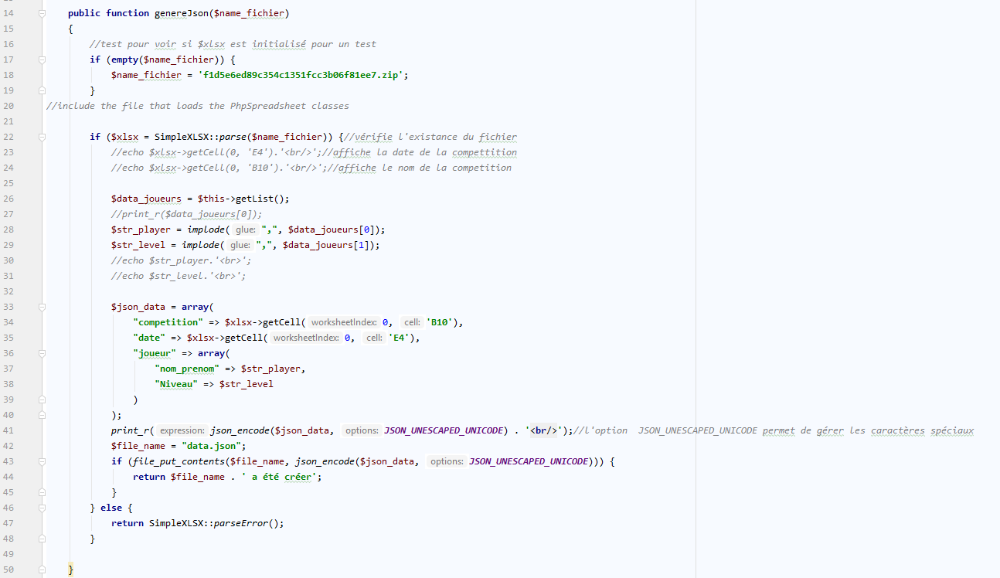 14 public function genereJson($name_fichier)
15 {
16 //test pour voir si $xlsx est initialisé pour un test
17 if (empty($name_fichier)) {
18 $name_fichier = 'f1d5e6ed89c354c1351fcc3b06f81ee7.zip';
19 }
20 //include the file that loads the PhpSpreadsheet classes
21
22 if ($xlsx = SimpleXLSX::parse($name_fichier)) {//vérifie l'existance du fichier
23 //echo $xlsx->getCell(0, 'E4').'<br/>';//affiche la date de la compettition
24 //echo $xlsx->getCell(0, 'B10').'<br/>';//affiche le nom de la competition
25
26 $data_joueurs = $this->getList();
27 //print_r($data_joueurs[0]);
28 $str_player = implode( glue: ",", $data_joueurs[0]);
29 $str_level = implode( glue: ",", $data_joueurs[1]);
30 //echo $str_player.'<br>';
31 //echo $str_level.'<br>';
32
33 $json_data = array(
34 "competition" => $xlsx->getCell( worksheetIndex: 0, cell: 'B10'),
35 "date" => $xlsx->getCell( worksheetIndex: 0, cell: 'E4'),
36 "joueur" => array(
37 "nom_prenom" => $str_player,
38 "Niveau" => $str_level
39 )
40 );
41 print_r( expression: json_encode($json_data, options: JSON_UNESCAPED_UNICODE) . '<br/>');//l'option JSON_UNESCAPED_UNICODE permet de gérer les caractères spéciaux
42 $file_name = "data.json";
43 if (file_put_contents($file_name, json_encode($json_data, options: JSON_UNESCAPED_UNICODE))) {
44 return $file_name . ' a été créer';
45 }
46 } else {
47 return SimpleXLSX::parseError();
48 }
49
50 }